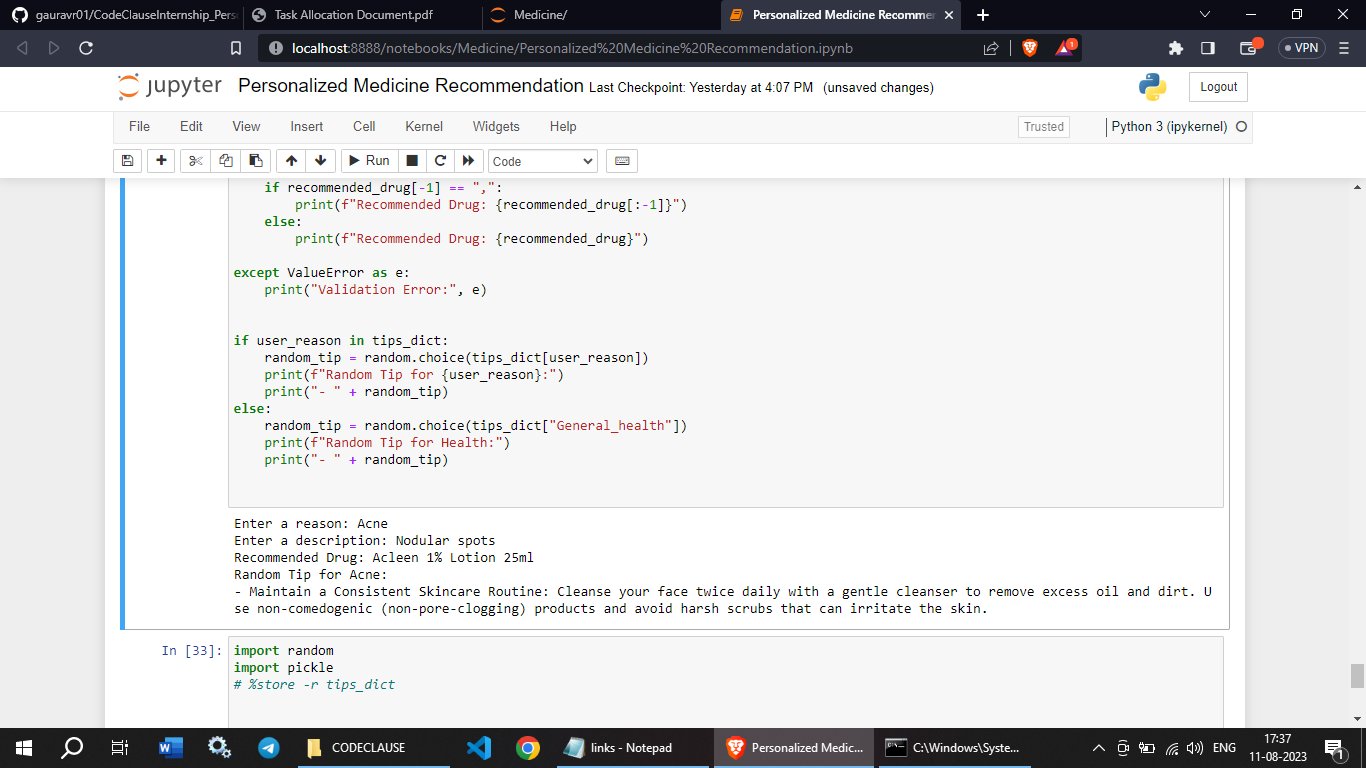 gauravr01/CodeClauseInternship_Pers
Task Allocation Document.pdf
Medicine/
Personalized Medicine Recommer
localhost:8888/notebooks/Medicine/Personalized%20Medicine%20Recommendation.ipynb
1
VPN
jupyter Personalized Medicine Recommendation Last Checkpoint: Yesterday at 4:07 PM (unsaved changes)
Logout
File Edit View Insert Cell Kernel Widgets Help
Trusted
Python 3 (ipykernel)
Run
Code
    if recommended_drug[-1] == ",":
        print(f"Recommended Drug: {recommended_drug[:-1]}")
    else:
        print(f"Recommended Drug: {recommended_drug}")
except ValueError as e:
    print("Validation Error:", e)
if user_reason in tips_dict:
    random_tip = random.choice(tips_dict[user_reason])
    print(f"Random Tip for {user_reason}:")
    print("- " + random_tip)
else:
    random_tip = random.choice(tips_dict["General_health"])
    print(f"Random Tip for Health:")
    print("- " + random_tip)
Enter a reason: Acne
Enter a description: Nodular spots
Recommended Drug: Acleen 1% Lotion 25ml
Random Tip for Acne:
- Maintain a Consistent Skincare Routine: Cleanse your face twice daily with a gentle cleanser to remove excess oil and dirt. U
se non-comedogenic (non-pore-clogging) products and avoid harsh scrubs that can irritate the skin.
In [33]:
import random
import pickle
# %store -r tips_dict
CODECLAUSE
links - Notepad
Personalized Medic...
C:\Windows\Syste...
ENG
17:37
11-08-2023
1